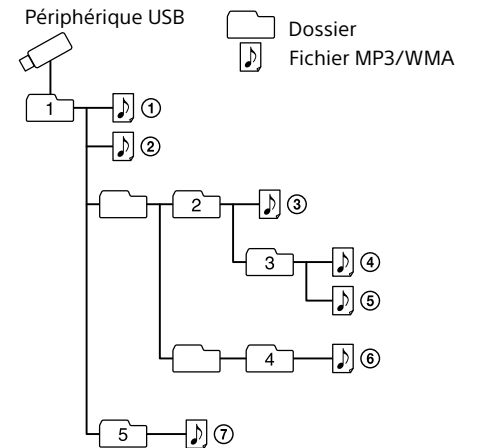 Périphérique USB
Dossier
Fichier MP3/WMA
1 ①
②
2 ③
3 ④
⑤
4 ⑥
5 ⑦